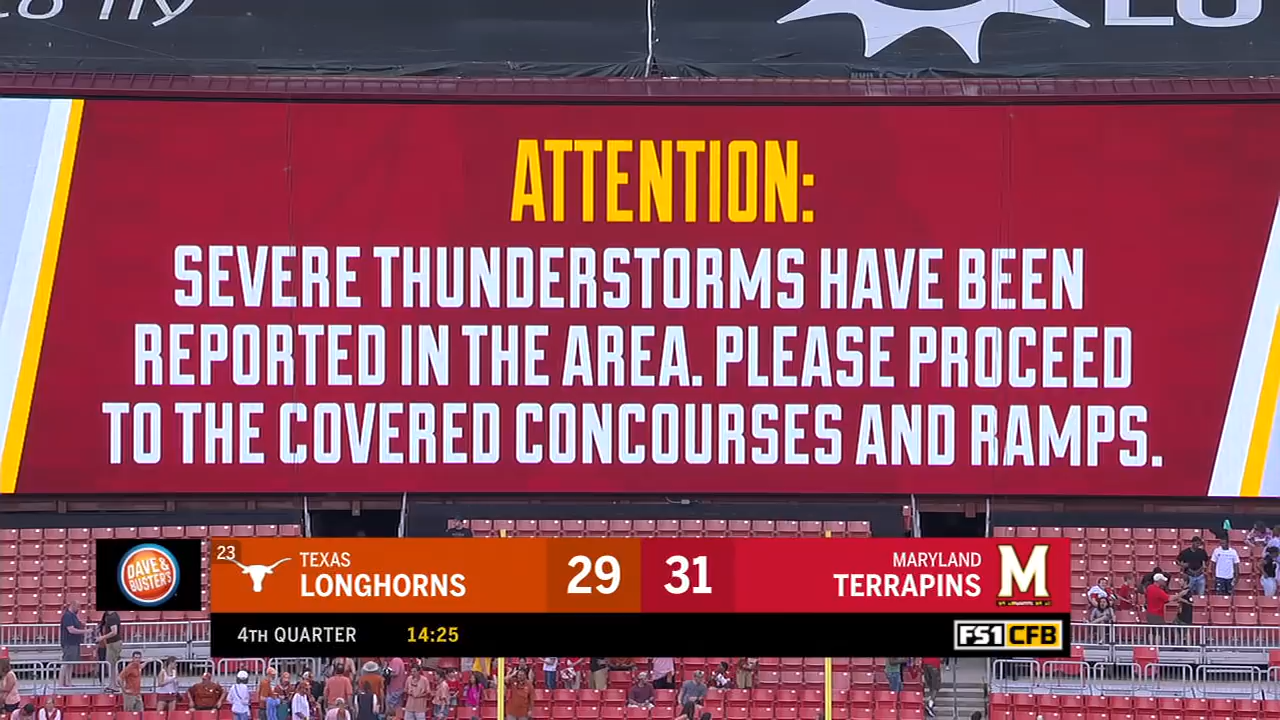 ATTENTION:
SEVERE THUNDERSTORMS HAVE BEEN
REPORTED IN THE AREA. PLEASE PROCEED
TO THE COVERED CONCOURSES AND RAMPS.
DAVE &
BUSTER'S
23
TEXAS
LONGHORNS
29
31
MARYLAND
TERRAPINS
M
4TH QUARTER 14:25
FS1 CFB